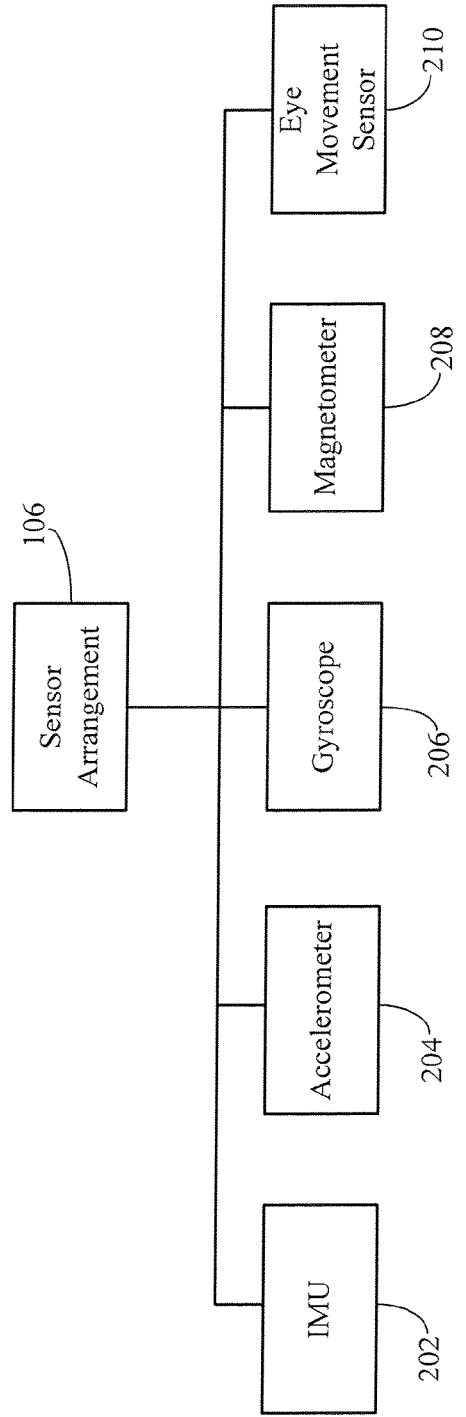 106
Sensor
Arrangement
IMU
Accelerometer
Gyroscope
Magnetometer
Eye
Movement
Sensor
202
204
206
208
210